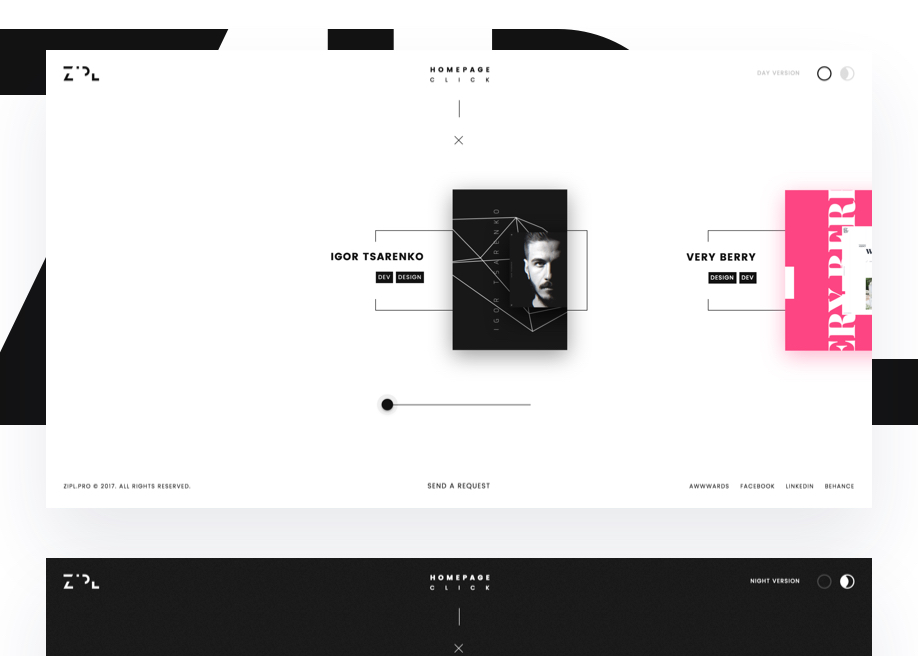 ZIPL
HOMEPAGE
CLICK
DAY VERSION
IGOR TSARENKO
DEV DESIGN
IGOR TSARENKO
VERY BERRY
DESIGN DEV
ZIPL.PRO © 2017. ALL RIGHTS RESERVED.
SEND A REQUEST
AWWWARDS FACEBOOK LINKEDIN BEHANCE
ZIPL
HOMEPAGE
CLICK
NIGHT VERSION